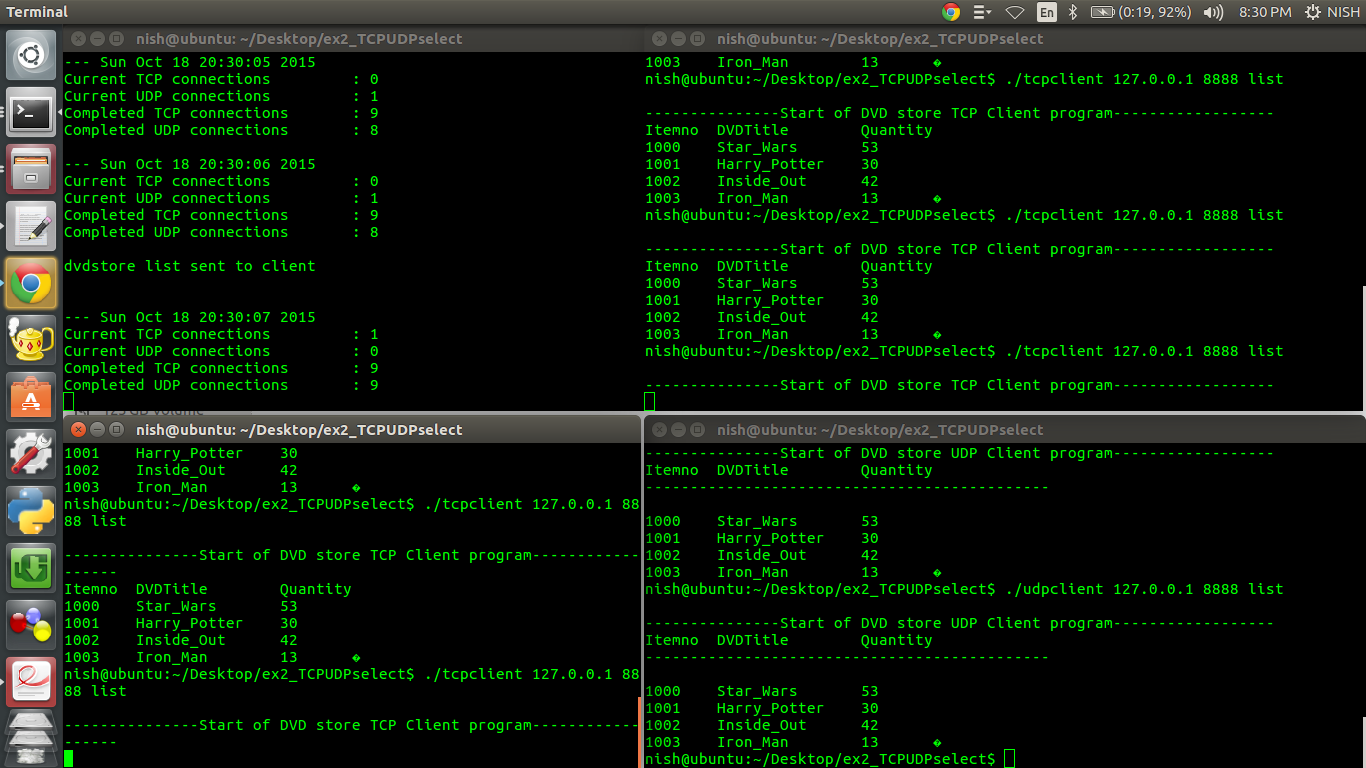 Terminal
En
(0:19, 92%)
8:30 PM
NISH
nish@ubuntu: ~/Desktop/ex2_TCPUDPselect
--- Sun Oct 18 20:30:05 2015
Current TCP connections : 0
Current UDP connections : 1
Completed TCP connections : 9
Completed UDP connections : 8
--- Sun Oct 18 20:30:06 2015
Current TCP connections : 0
Current UDP connections : 1
Completed TCP connections : 9
Completed UDP connections : 8
dvdstore list sent to client
--- Sun Oct 18 20:30:07 2015
Current TCP connections : 1
Current UDP connections : 0
Completed TCP connections : 9
Completed UDP connections : 9
nish@ubuntu: ~/Desktop/ex2_TCPUDPselect
1003 Iron_Man 13 �
nish@ubuntu:~/Desktop/ex2_TCPUDPselect$ ./tcpclient 127.0.0.1 8888 list
---------------Start of DVD store TCP Client program------------------
Itemno DVDTitle Quantity
1000 Star_Wars 53
1001 Harry_Potter 30
1002 Inside_Out 42
1003 Iron_Man 13 �
nish@ubuntu:~/Desktop/ex2_TCPUDPselect$ ./tcpclient 127.0.0.1 8888 list
---------------Start of DVD store TCP Client program------------------
Itemno DVDTitle Quantity
1000 Star_Wars 53
1001 Harry_Potter 30
1002 Inside_Out 42
1003 Iron_Man 13 �
nish@ubuntu:~/Desktop/ex2_TCPUDPselect$ ./tcpclient 127.0.0.1 8888 list
---------------Start of DVD store TCP Client program------------------
nish@ubuntu: ~/Desktop/ex2_TCPUDPselect
1001 Harry_Potter 30
1002 Inside_Out 42
1003 Iron_Man 13 �
nish@ubuntu:~/Desktop/ex2_TCPUDPselect$ ./tcpclient 127.0.0.1 88
88 list
---------------Start of DVD store TCP Client program------------
------
Itemno DVDTitle Quantity
1000 Star_Wars 53
1001 Harry_Potter 30
1002 Inside_Out 42
1003 Iron_Man 13 �
nish@ubuntu:~/Desktop/ex2_TCPUDPselect$ ./tcpclient 127.0.0.1 88
88 list
---------------Start of DVD store TCP Client program------------
------
nish@ubuntu: ~/Desktop/ex2_TCPUDPselect
---------------Start of DVD store UDP Client program------------------
Itemno DVDTitle Quantity
---------------------------------------------
1000 Star_Wars 53
1001 Harry_Potter 30
1002 Inside_Out 42
1003 Iron_Man 13 �
nish@ubuntu:~/Desktop/ex2_TCPUDPselect$ ./udpclient 127.0.0.1 8888 list
---------------Start of DVD store UDP Client program------------------
Itemno DVDTitle Quantity
---------------------------------------------
1000 Star_Wars 53
1001 Harry_Potter 30
1002 Inside_Out 42
1003 Iron_Man 13 �
nish@ubuntu:~/Desktop/ex2_TCPUDPselect$